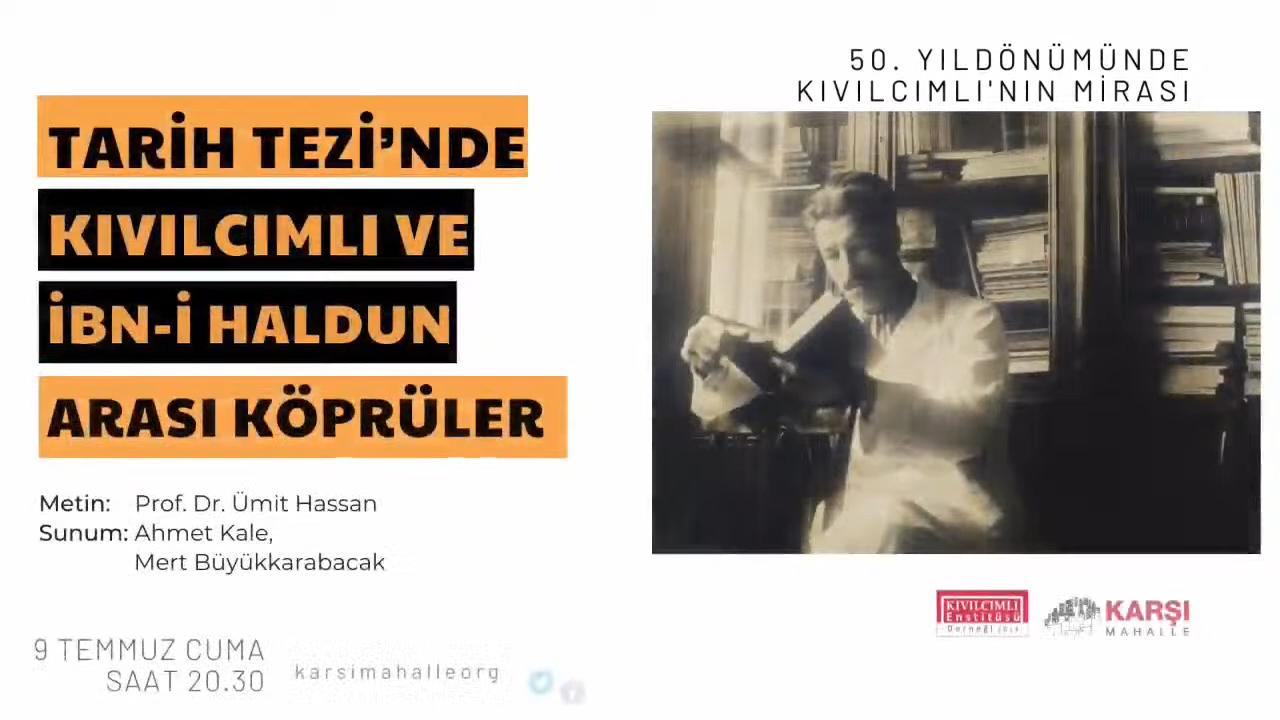 50. YILDÖNÜMÜNDE
KIVILCIMLI'NIN MİRASI
TARİH TEZİ’NDE
KIVILCIMLI VE
İBN-İ HALDUN
ARASI KÖPRÜLER
Metin: Prof. Dr. Ümit Hassan
Sunum: Ahmet Kale,
Mert Büyükkarabacak
KIVILCIMLI
Enstitüsü
Derneği
KARŞI
MAHALLE
9 TEMMUZ CUMA
SAAT 20.30
karsimahalleorg